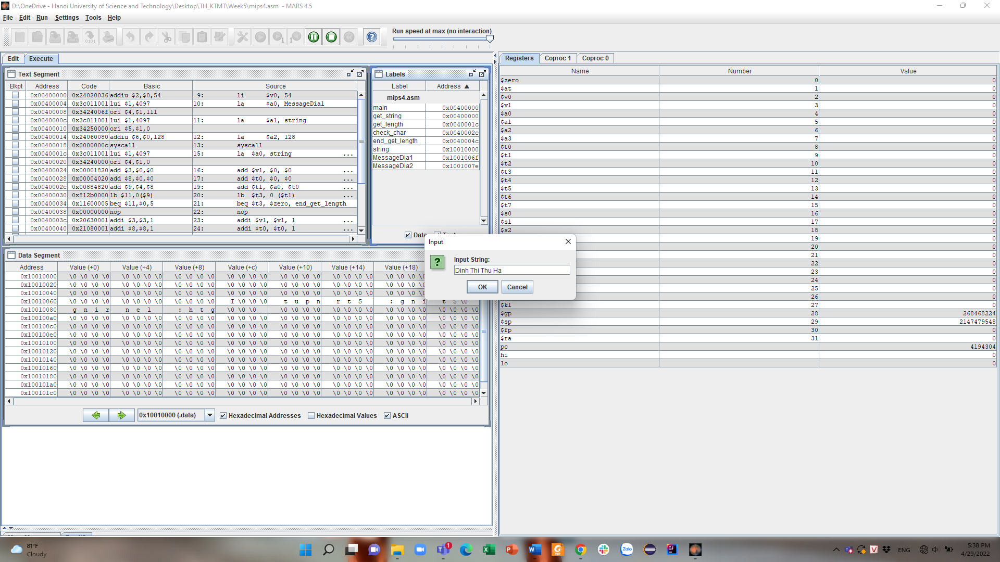 D:\OneDrive - Hanoi University of Science and Technology\Desktop\TH_KTMT\Week5\mips4.asm - MARS 4.5
File Edit Run Settings Tools Help
Run speed at max (no interaction)
Edit Execute
Text Segment
Bkpt Address Code Basic Source
0x00400000 0x24020036 addiu $2,$0,54 9: li $v0, 54
0x00400004 0x3c011001 lui $1,4097 10: la $a0, MessageDia1
0x00400008 0x3424006f ori $4,$1,111
0x0040000c 0x3c011001 lui $1,4097 11: la $a1, string
0x00400010 0x34250000 ori $5,$1,0
0x00400014 0x24060080 addiu $6,$0,128 12: la $a2, 128
0x00400018 0x0000000c syscall 13: syscall
0x0040001c 0x3c011001 lui $1,4097 15: la $a0, string ...
0x00400020 0x34240000 ori $4,$1,0
0x00400024 0x00001820 add $3,$0,$0 16: add $v1, $0, $0 ...
0x00400028 0x00004020 add $8,$0,$0 17: add $t0, $0, $0 ...
0x0040002c 0x00884820 add $9,$4,$8 19: add $t1, $a0, $t0 ...
0x00400030 0x812b0000 lb $11,0($9) 20: lb $t3, 0 ($t1) ...
0x00400034 0x11600005 beq $11,$0,5 21: beq $t3, $zero, end_get_length
0x00400038 0x00000000 nop 22: nop
0x0040003c 0x20630001 addi $3,$3,1 23: addi $v1, $v1, 1 ...
0x00400040 0x21080001 addi $8,$8,1 24: addi $t0, $t0, 1 ...
Labels
Label Address ▲
mips4.asm
main 0x00400000
get_string 0x00400000
get_length 0x0040001c
check_char 0x0040002c
end_get_length 0x0040004c
string 0x10010000
MessageDia1 0x1001006f
MessageDia2 0x1001007e
Data
Input
Input String:
Dinh Thi Thu Ha
OK Cancel
Data Segment
Address Value (+0) Value (+4) Value (+8) Value (+c) Value (+10) Value (+14) Value (+18)
0x10010000 \0 \0 \0 \0 \0 \0 \0 \0 \0 \0 \0 \0 \0 \0 \0 \0 \0 \0 \0 \0 \0 \0 \0 \0 \0 \0 \0 \0 \0 \0 \0 \0
0x10010020 \0 \0 \0 \0 \0 \0 \0 \0 \0 \0 \0 \0 \0 \0 \0 \0 \0 \0 \0 \0 \0 \0 \0 \0 \0 \0 \0 \0 \0 \0 \0 \0
0x10010040 \0 \0 \0 \0 \0 \0 \0 \0 \0 \0 \0 \0 \0 \0 \0 \0 \0 \0 \0 \0 \0 \0 \0 \0 \0 \0 \0 \0 \0 \0 \0 \0
0x10010060 \0 \0 \0 \0 \0 \0 \0 \0 \0 \0 \0 \0 I \0 \0 \0 t u p n r t S : g n i t S \0
0x10010080 g n i r n e l : h t g \0 \0 \0 \0 \0 \0 \0 \0 \0 \0 \0 \0 \0 \0 \0 \0 \0 \0 \0
0x100100a0 \0 \0 \0 \0 \0 \0 \0 \0 \0 \0 \0 \0 \0 \0 \0 \0 \0 \0 \0 \0 \0 \0 \0 \0 \0 \0 \0 \0 \0 \0 \0 \0
0x100100c0 \0 \0 \0 \0 \0 \0 \0 \0 \0 \0 \0 \0 \0 \0 \0 \0 \0 \0 \0 \0 \0 \0 \0 \0 \0 \0 \0 \0 \0 \0 \0 \0
0x100100e0 \0 \0 \0 \0 \0 \0 \0 \0 \0 \0 \0 \0 \0 \0 \0 \0 \0 \0 \0 \0 \0 \0 \0 \0 \0 \0 \0 \0 \0 \0 \0 \0
0x10010100 \0 \0 \0 \0 \0 \0 \0 \0 \0 \0 \0 \0 \0 \0 \0 \0 \0 \0 \0 \0 \0 \0 \0 \0 \0 \0 \0 \0 \0 \0 \0 \0
0x10010120 \0 \0 \0 \0 \0 \0 \0 \0 \0 \0 \0 \0 \0 \0 \0 \0 \0 \0 \0 \0 \0 \0 \0 \0 \0 \0 \0 \0 \0 \0 \0 \0
0x10010140 \0 \0 \0 \0 \0 \0 \0 \0 \0 \0 \0 \0 \0 \0 \0 \0 \0 \0 \0 \0 \0 \0 \0 \0 \0 \0 \0 \0 \0 \0 \0 \0
0x10010160 \0 \0 \0 \0 \0 \0 \0 \0 \0 \0 \0 \0 \0 \0 \0 \0 \0 \0 \0 \0 \0 \0 \0 \0 \0 \0 \0 \0 \0 \0 \0 \0
0x10010180 \0 \0 \0 \0 \0 \0 \0 \0 \0 \0 \0 \0 \0 \0 \0 \0 \0 \0 \0 \0 \0 \0 \0 \0 \0 \0 \0 \0 \0 \0 \0 \0
0x100101a0 \0 \0 \0 \0 \0 \0 \0 \0 \0 \0 \0 \0 \0 \0 \0 \0 \0 \0 \0 \0 \0 \0 \0 \0 \0 \0 \0 \0 \0 \0 \0 \0
0x100101c0 \0 \0 \0 \0 \0 \0 \0 \0 \0 \0 \0 \0 \0 \0 \0 \0 \0 \0 \0 \0 \0 \0 \0 \0 \0 \0 \0 \0 \0 \0 \0 \0
0x10010000 (.data) Hexadecimal Addresses Hexadecimal Values ASCII
Registers Coproc 1 Coproc 0
Name Number Value
$zero 0 0
$at 1 0
$v0 2 0
$v1 3 0
$a0 4 0
$a1 5 0
$a2 6 0
$a3 7 0
$t0 8 0
$t1 9 0
$t2 10 0
$t3 11 0
$t4 12 0
$t5 13 0
$t6 14 0
$t7 15 0
$s0 16 0
$s1 17 0
$s2 18 0
19 0
20 0
21 0
22 0
23 0
24 0
25 0
26 0
$k1 27 0
$gp 28 268468224
$sp 29 2147479548
$fp 30 0
$ra 31 0
pc 4194304
hi 0
lo 0
81°F
Cloudy
1
Zalo
ENG
5:38 PM
4/29/2022